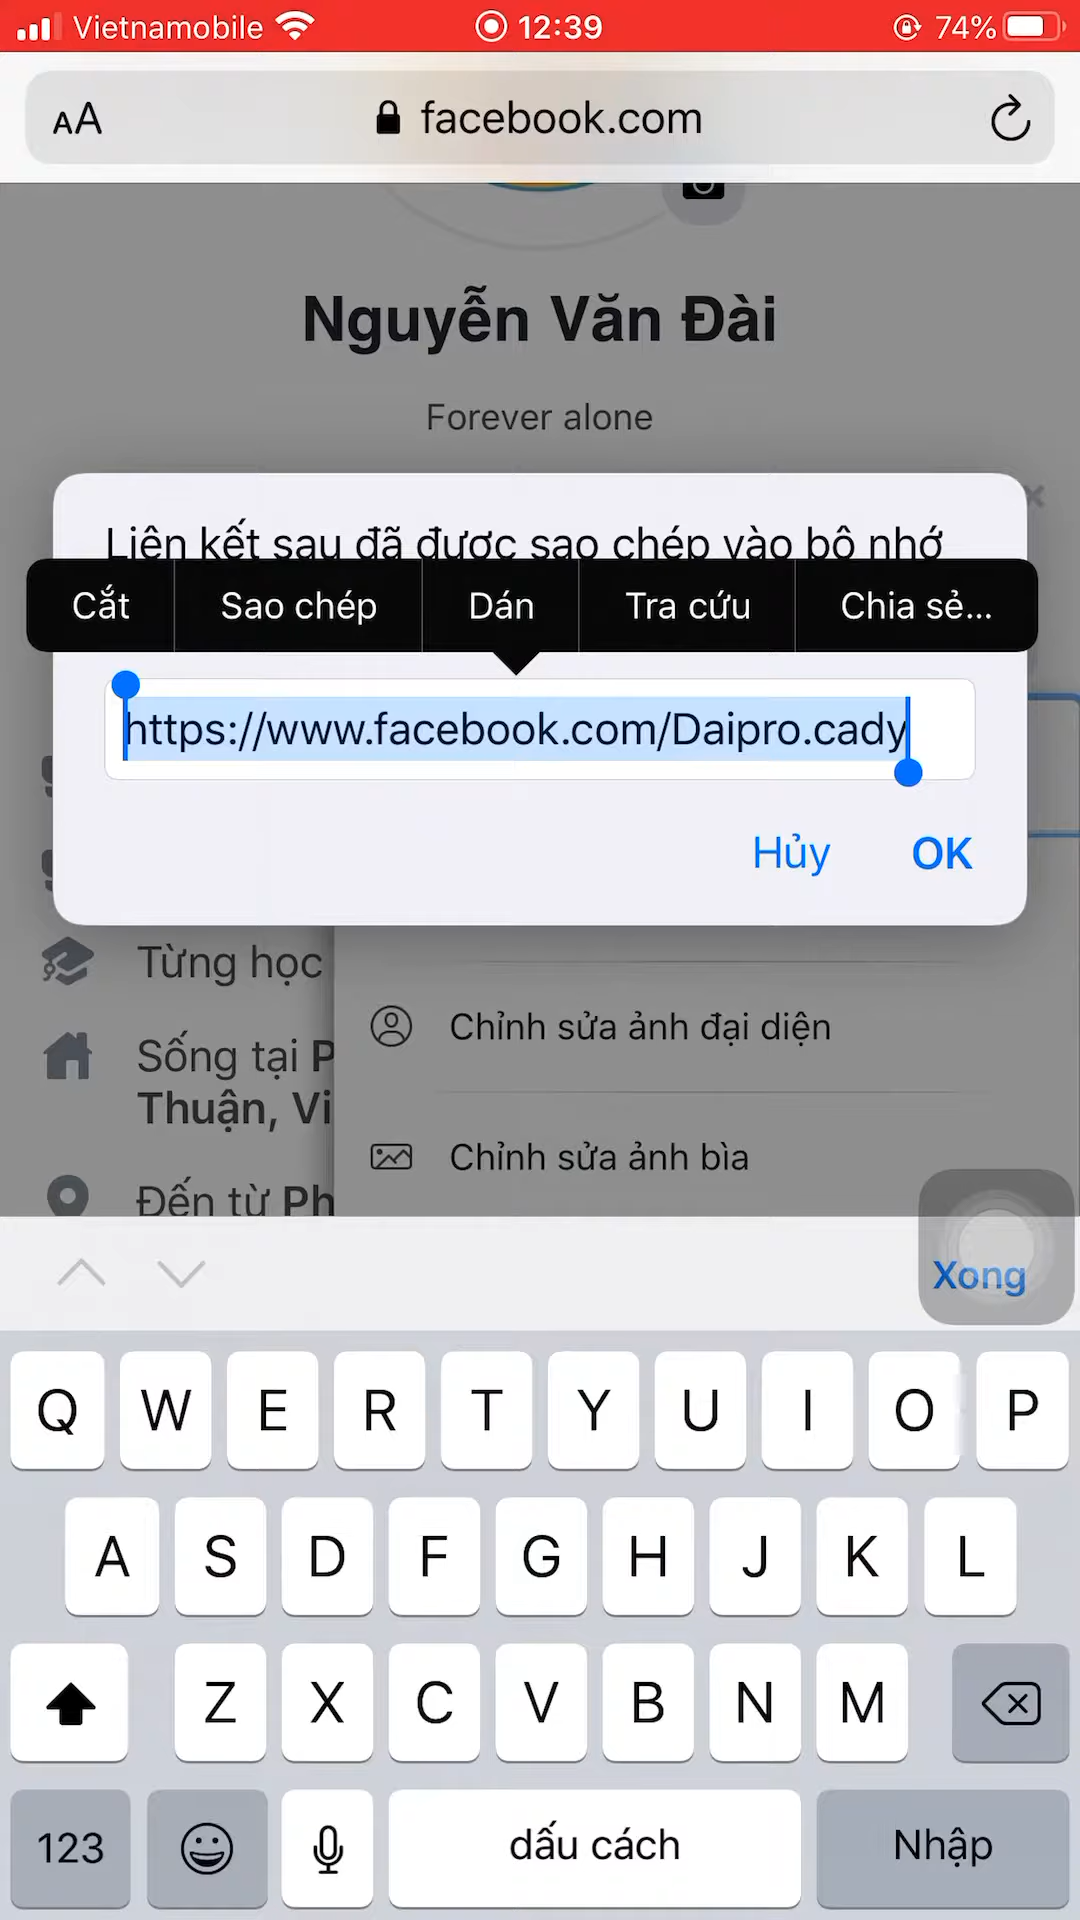 Vietnamobile 12:39 74%
AA facebook.com
Nguyễn Văn Đài
Forever alone
Liên kết sau đã được sao chép vào bộ nhớ
Cắt Sao chép Dán Tra cứu Chia sẻ...
https://www.facebook.com/Daipro.cady
Hủy OK
Từng học
Chỉnh sửa ảnh đại diện
Sống tại P
Thuận, Vi
Chỉnh sửa ảnh bìa
Đến từ Ph
Xong
Q W E R T Y U I O P
A S D F G H J K L
Z X C V B N M
123 dấu cách Nhập